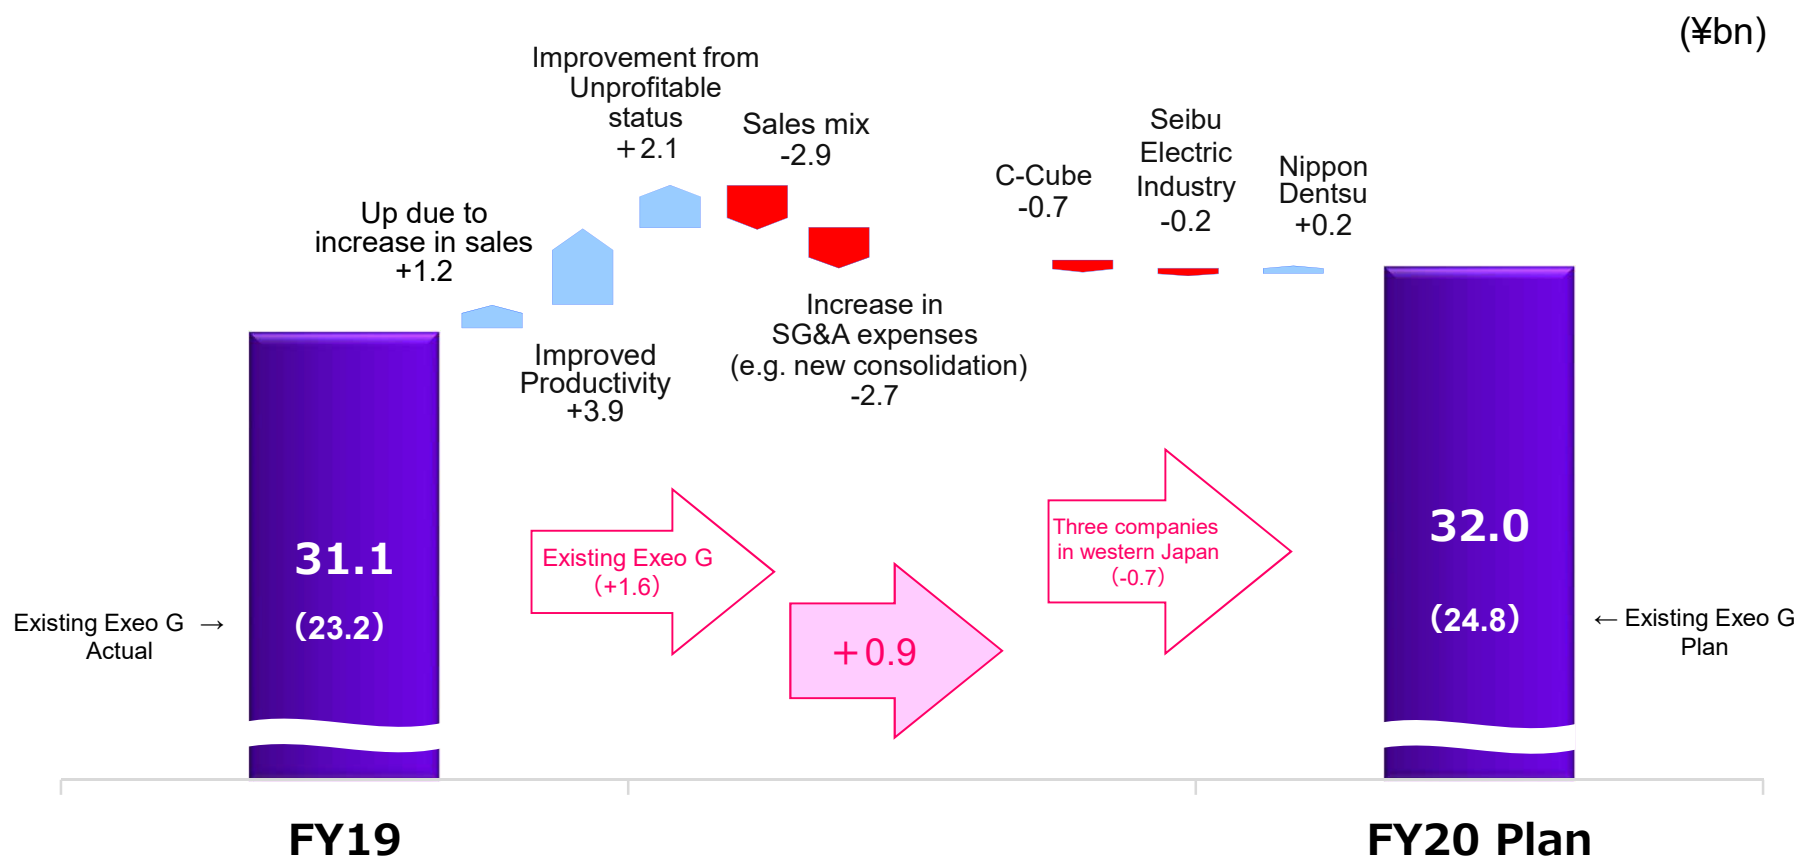 (¥bn)
Improvement from
Unprofitable
status
+2.1
Sales mix
-2.9
Seibu
Electric
Industry
-0.2
C-Cube
-0.7
Nippon
Dentsu
+0.2
Up due to
increase in sales
+1.2
Improved
Productivity
+3.9
Increase in
SG&A expenses
(e.g. new consolidation)
-2.7
31.1
(23.2)
Existing Exeo G →
Actual
Existing Exeo G
(+1.6)
+0.9
Three companies
in western Japan
(-0.7)
32.0
(24.8)
← Existing Exeo G
Plan
FY19
FY20 Plan